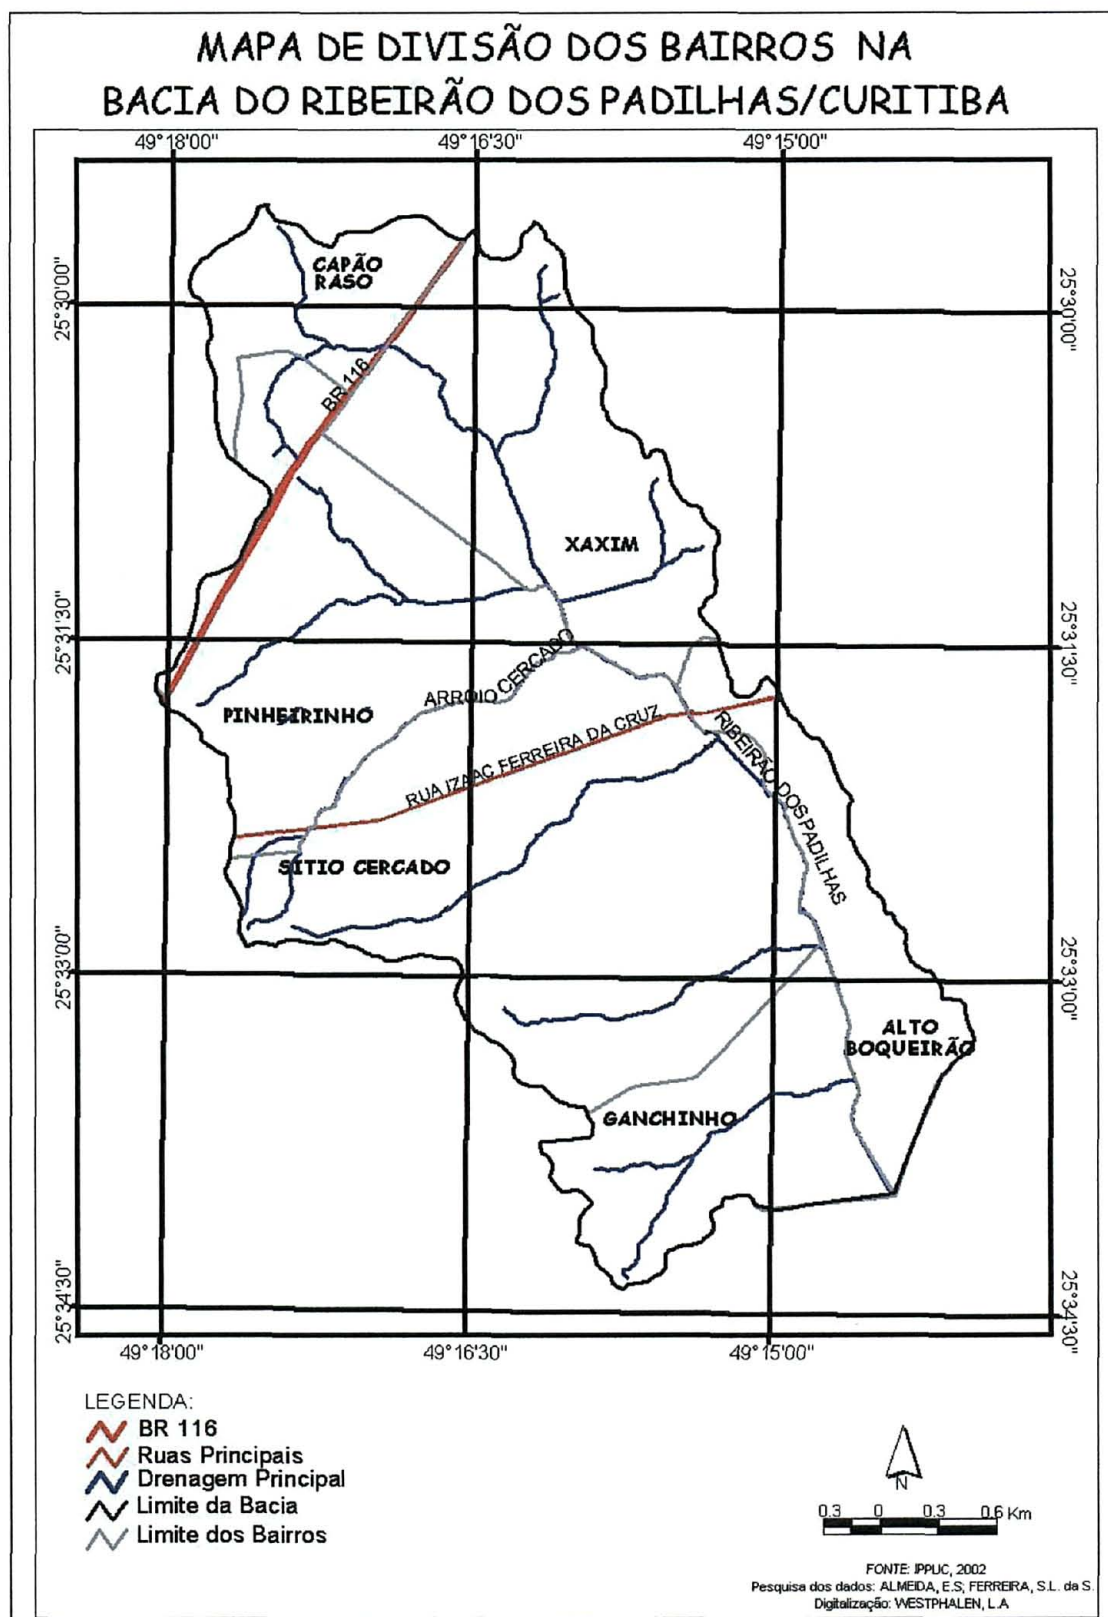 MAPA DE DIVISÃO DOS BAIRROS NA
BACIA DO RIBEIRÃO DOS PADILHAS/CURITIBA
49°18'00"
49°16'30"
49°15'00"
CAPÃO
RASO
25°30'00"
25°30'00"
BR 116
XAXIM
25°31'30"
25°31'30"
ARROIO CERCADO
PINHEIRINHO
RUA IZAAC FERREIRA DA CRUZ
RIBEIRÃO DOS PADILHAS
SITIO CERCADO
25°33'00"
25°33'00"
ALTO
BOQUEIRÃO
GANCHINHO
25°34'30"
25°34'30"
49°18'00"
49°16'30"
49°15'00"
LEGENDA:
BR 116
Ruas Principais
Drenagem Principal
Limite da Bacia
Limite dos Bairros
N
0.3 0 0.3 0.6 Km
FONTE: IPPUC, 2002
Pesquisa dos dados: ALMEIDA, E.S; FERREIRA, S.L. da S.
Digitalização: WESTPHALEN, L.A